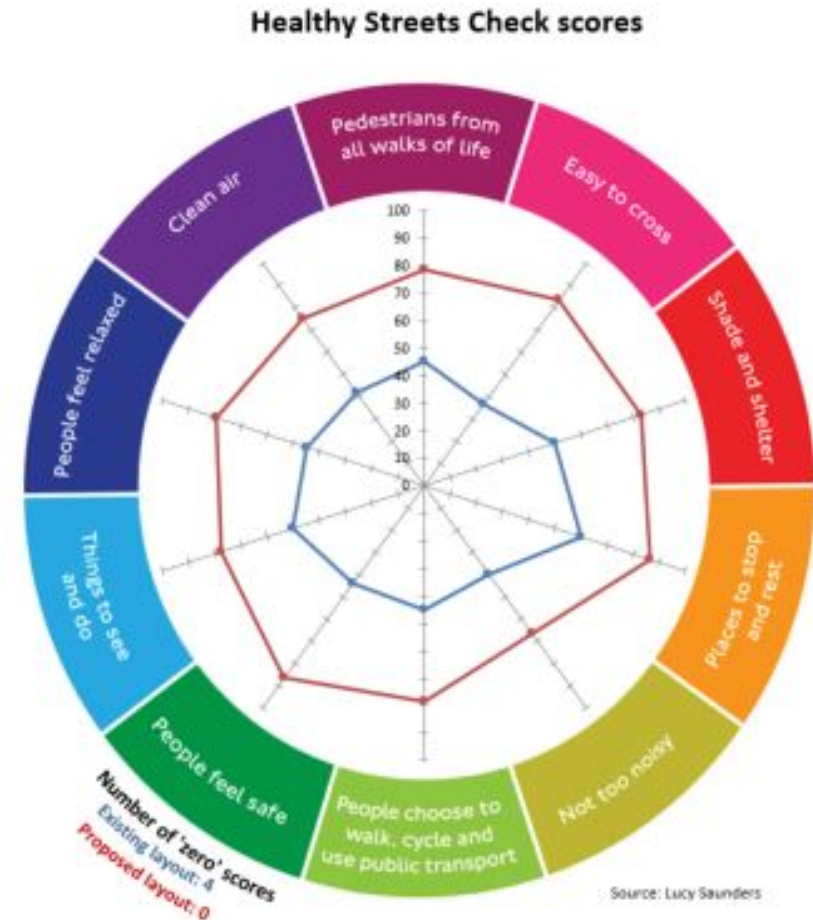 Healthy Streets Check scores
Pedestrians from
all walks of life
Easy to cross
Shade and shelter
Places to stop
and rest
Not too noisy
People choose to
walk, cycle and
use public transport
People feel safe
Things to see
and do
People feel relaxed
Clean air
100
90
80
70
60
50
40
30
20
10
0
Number of 'zero' scores
Existing layout: 4
Proposed layout: 0
Source: Lucy Saunders